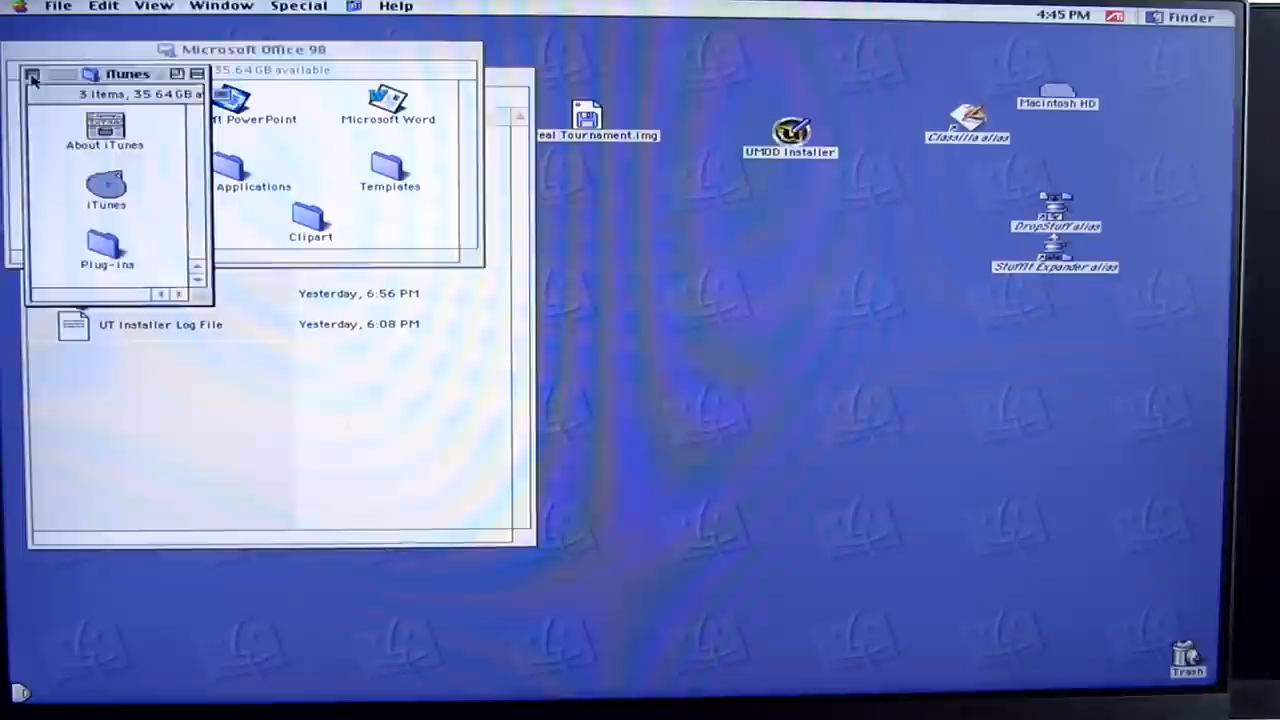 File Edit View Window Special Help
4:45 PM Finder
Microsoft Office 98
35.64 GB available
iTunes
3 items, 35.64 GB a
About iTunes
iTunes
Plug-ins
ft PowerPoint
Microsoft Word
Applications
Templates
Clipart
Yesterday, 6:56 PM
UT Installer Log File
Yesterday, 6:08 PM
real Tournament.img
UMOD Installer
Classilla alias
Macintosh HD
DropStuff alias
StuffIt Expander alias
Trash